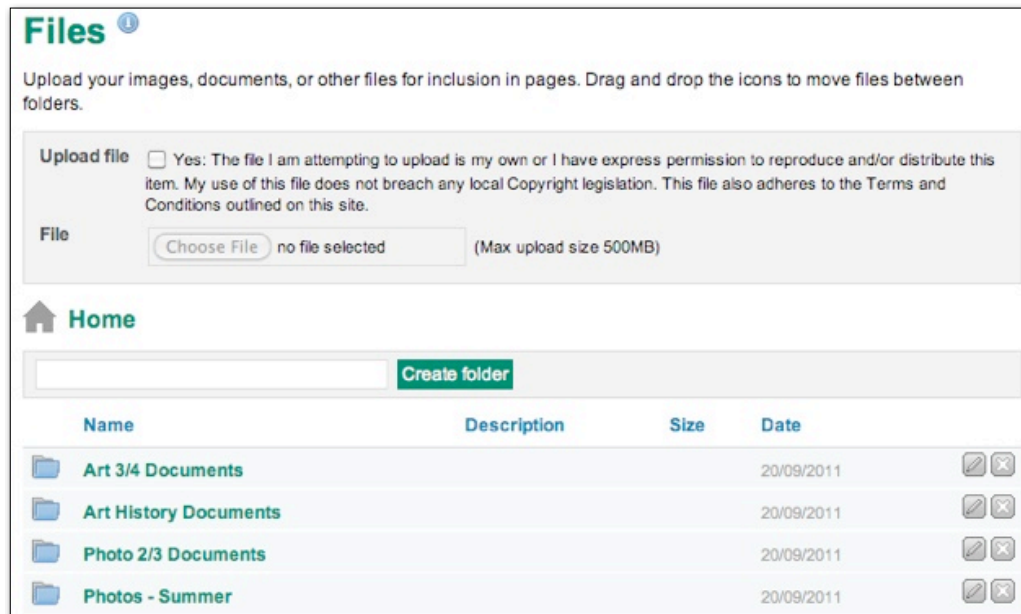 Files
Upload your images, documents, or other files for inclusion in pages. Drag and drop the icons to move files between
folders.
Upload file Yes: The file I am attempting to upload is my own or I have express permission to reproduce and/or distribute this
item. My use of this file does not breach any local Copyright legislation. This file also adheres to the Terms and
Conditions outlined on this site.
File Choose File no file selected (Max upload size 500MB)
Home
Create folder
Name Description Size Date
Art 3/4 Documents 20/09/2011
Art History Documents 20/09/2011
Photo 2/3 Documents 20/09/2011
Photos - Summer 20/09/2011